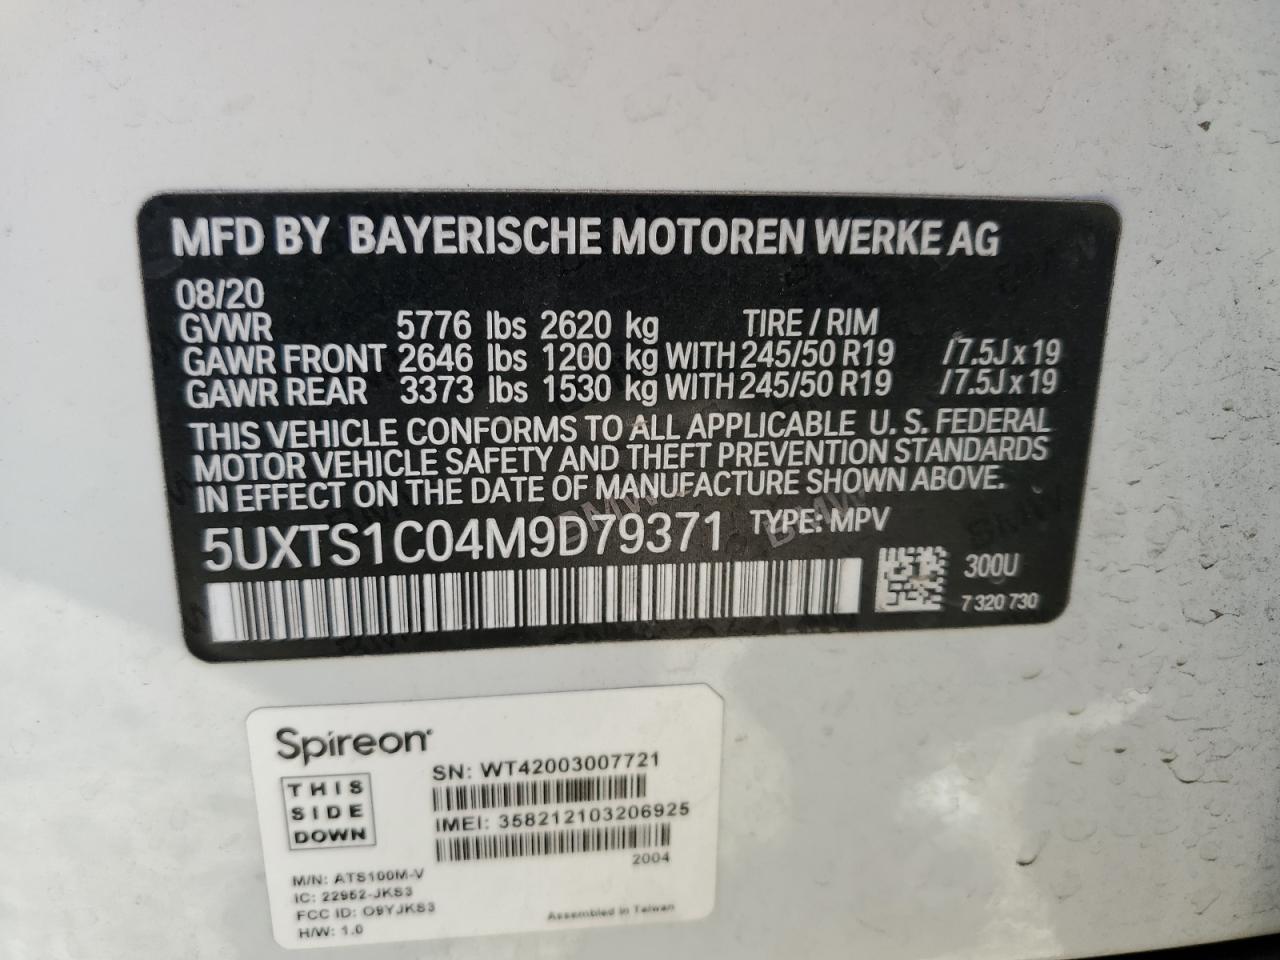 MFD BY BAYERISCHE MOTOREN WERKE AG
08/20
GVWR 5776 lbs 2620 kg TIRE / RIM
GAWR FRONT 2646 lbs 1200 kg WITH 245/50 R19 /7.5J x 19
GAWR REAR 3373 lbs 1530 kg WITH 245/50 R19 /7.5J x 19
THIS VEHICLE CONFORMS TO ALL APPLICABLE U. S. FEDERAL
MOTOR VEHICLE SAFETY AND THEFT PREVENTION STANDARDS
IN EFFECT ON THE DATE OF MANUFACTURE SHOWN ABOVE.
5UXTS1C04M9D79371 TYPE: MPV
300U
7 320 730
Spireon
THIS
SIDE
DOWN
SN: WT42003007721
IMEI: 358212103206925
2004
M/N: ATS100M-V
IC: 22952-JKS3
FCC ID: O9YJKS3
H/W: 1.0
Assembled in Taiwan